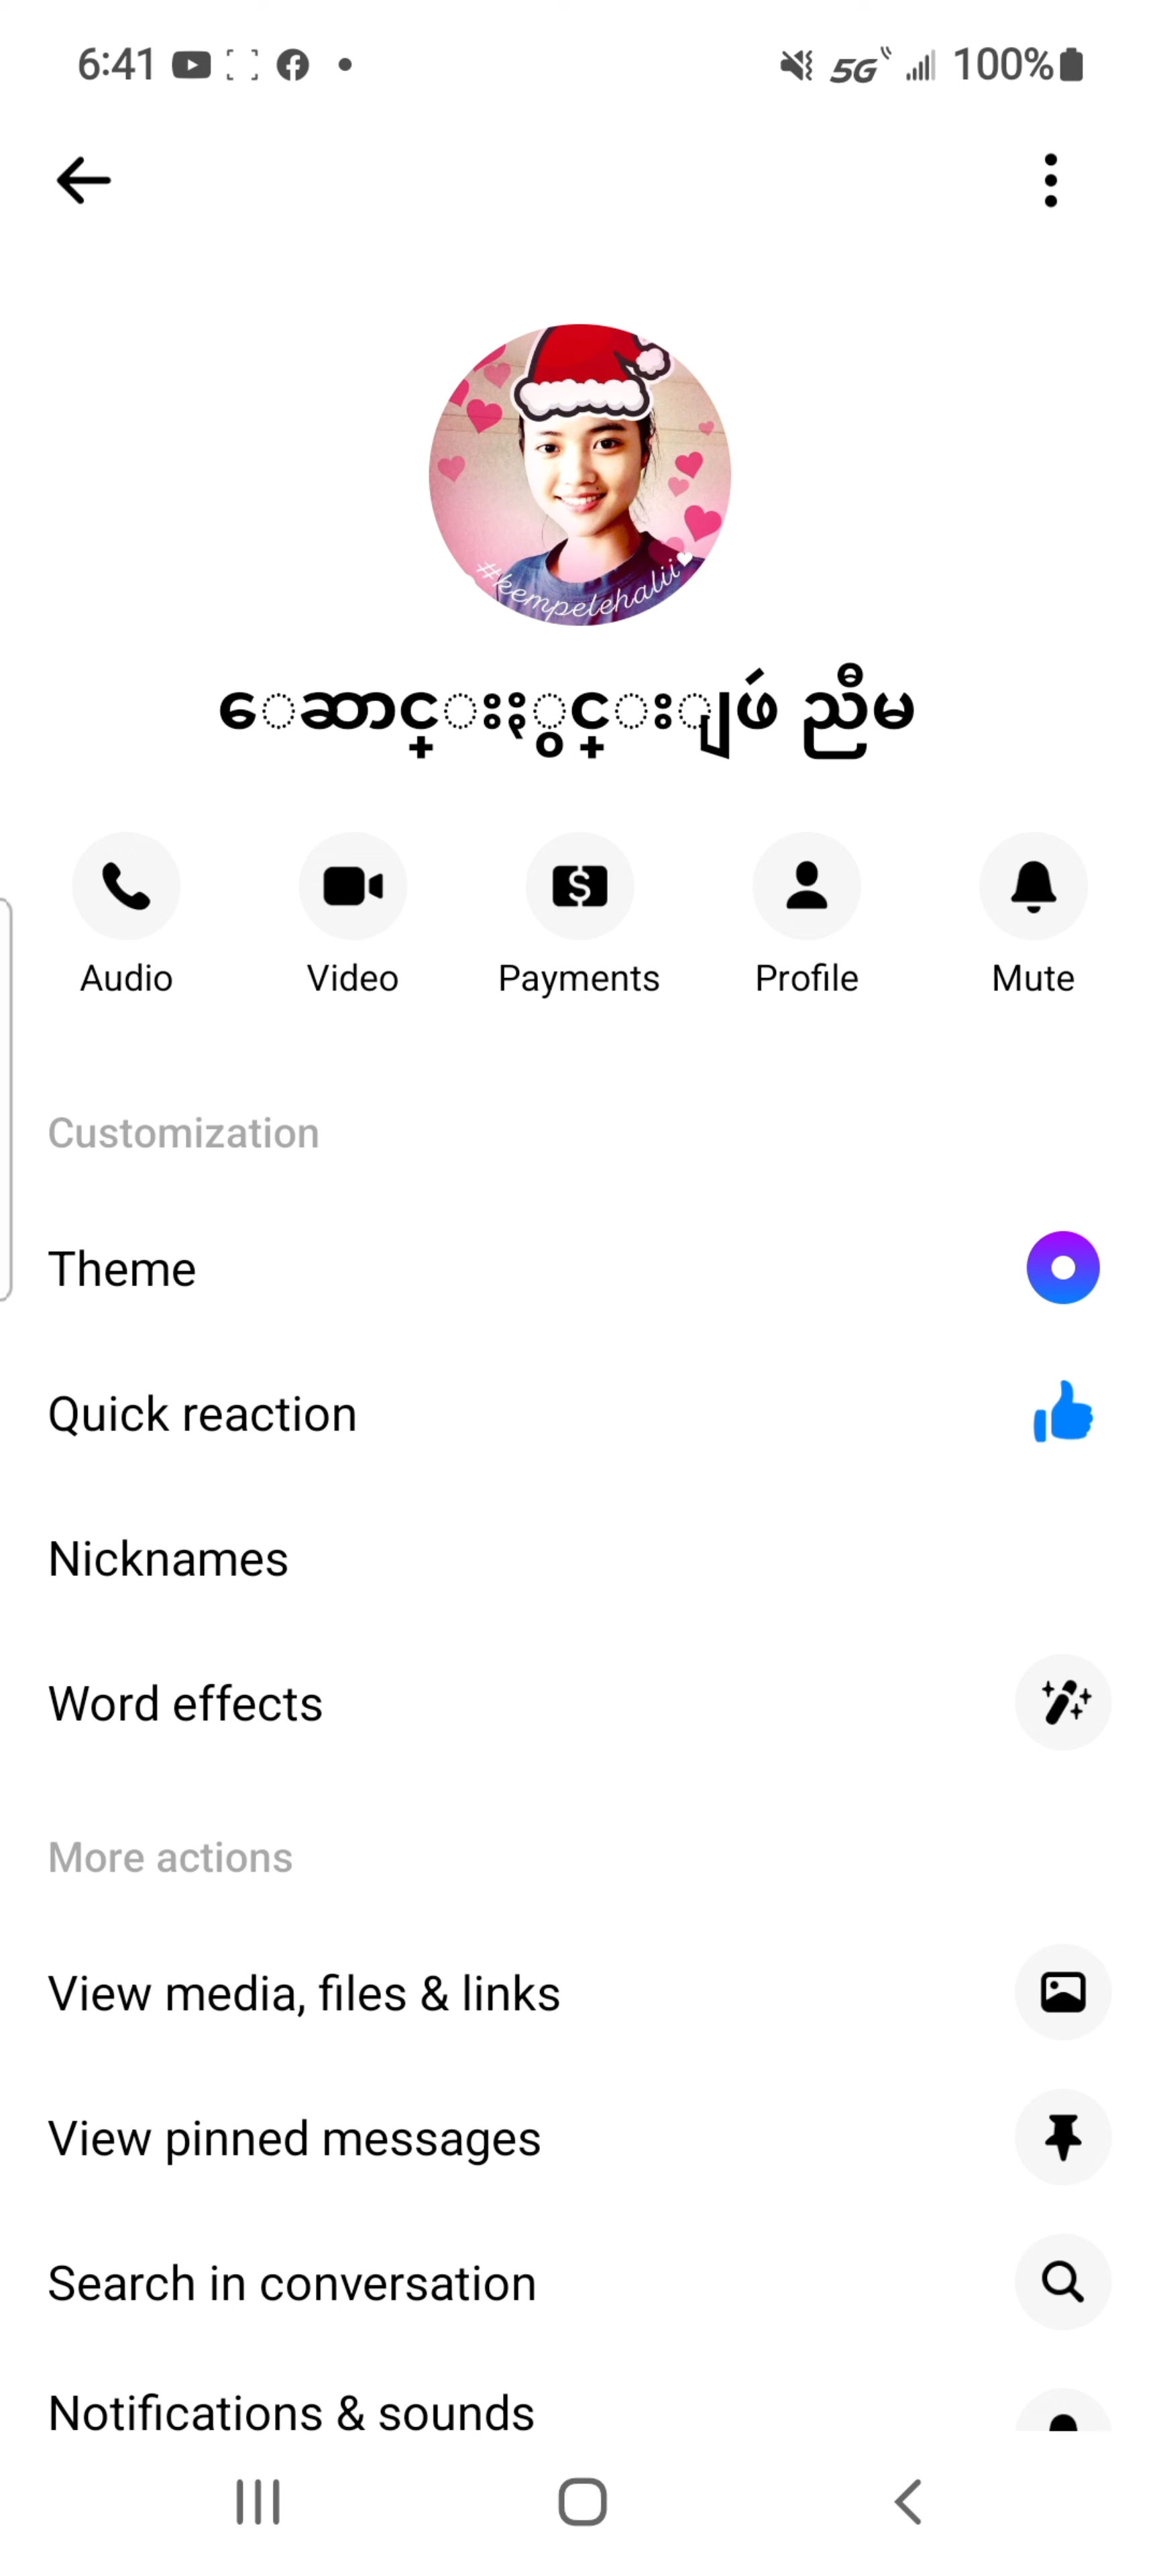 6:41
5G
100%
#kempelehalii
ေဆာင္းႏွင္းျဖဴ ညီမ
Audio
Video
Payments
Profile
Mute
Customization
Theme
Quick reaction
Nicknames
Word effects
More actions
View media, files & links
View pinned messages
Search in conversation
Notifications & sounds